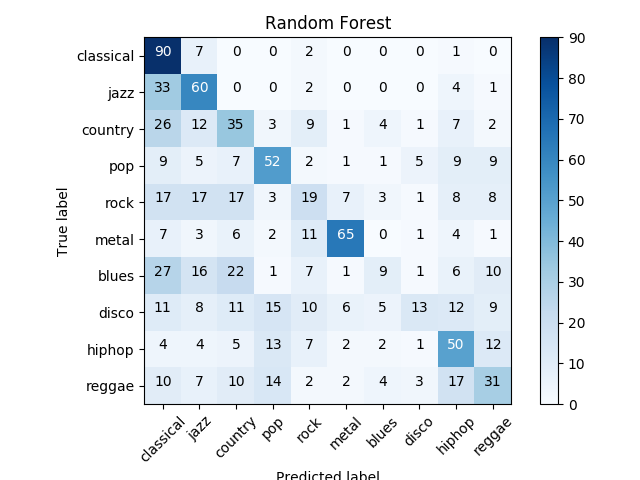 Random Forest
True label
classical 90 7 0 0 2 0 0 0 1 0
jazz 33 60 0 0 2 0 0 0 4 1
country 26 12 35 3 9 1 4 1 7 2
pop 9 5 7 52 2 1 1 5 9 9
rock 17 17 17 3 19 7 3 1 8 8
metal 7 3 6 2 11 65 0 1 4 1
blues 27 16 22 1 7 1 9 1 6 10
disco 11 8 11 15 10 6 5 13 12 9
hiphop 4 4 5 13 7 2 2 1 50 12
reggae 10 7 10 14 2 2 4 3 17 31
classical jazz country pop rock metal blues disco hiphop reggae
Predicted label
90
80
70
60
50
40
30
20
10
0